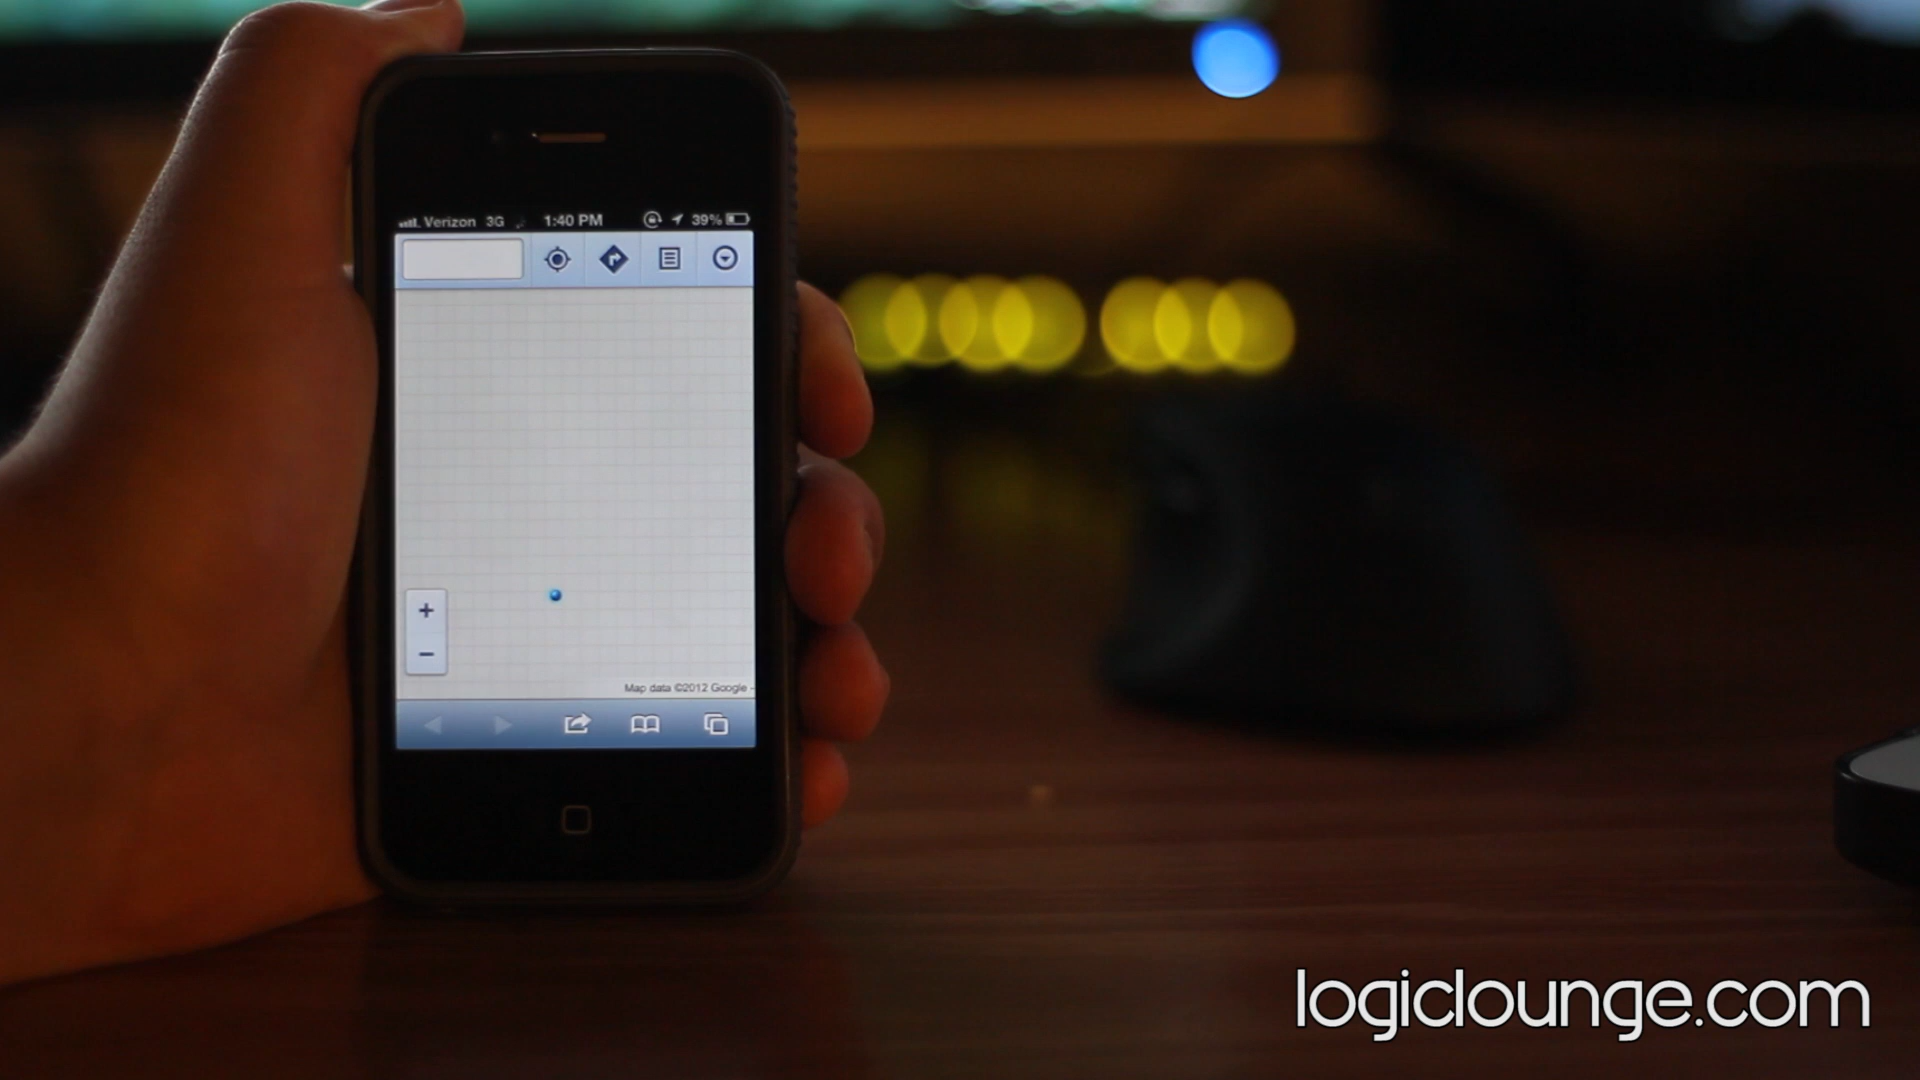 Verizon 3G 1:40 PM 39%
+
−
Map data ©2012 Google -
logiclounge.com